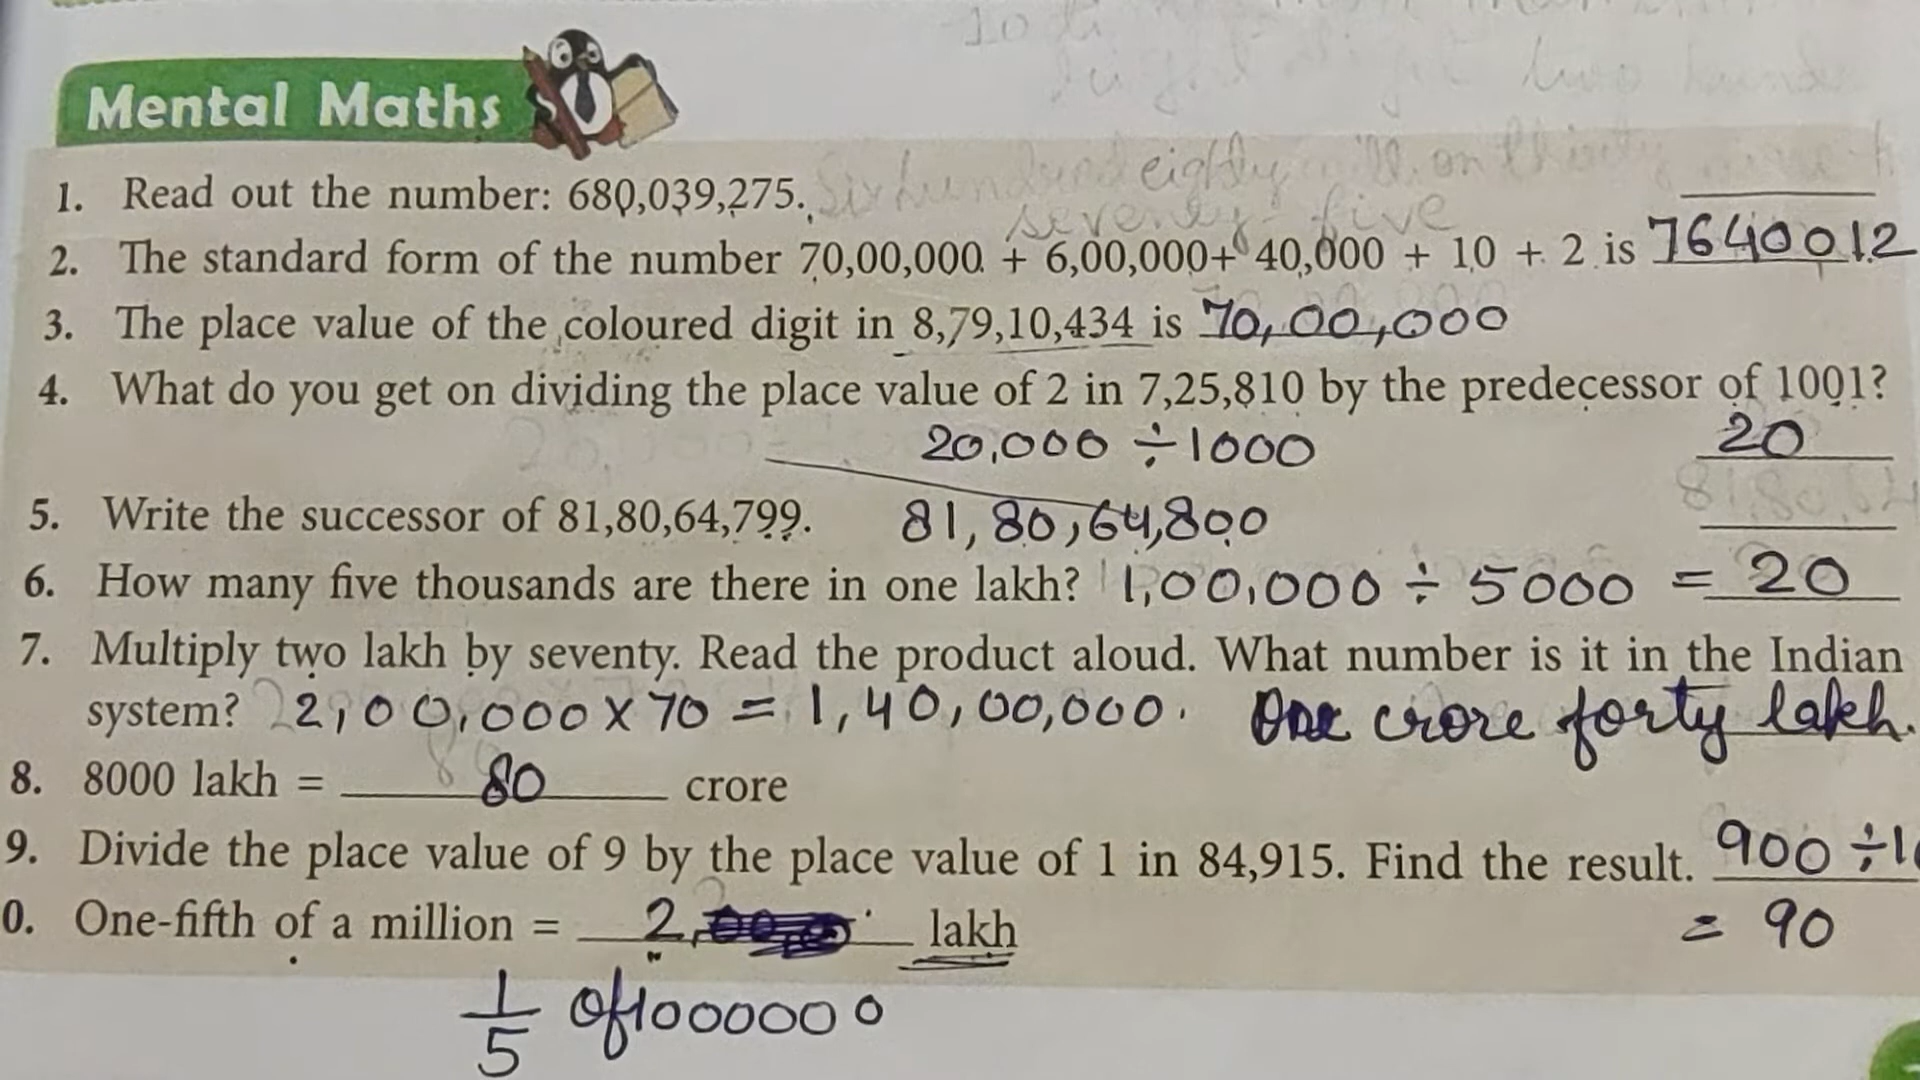 Mental Maths
1. Read out the number: 680,039,275.
eighty
seventy-five
2. The standard form of the number 70,00,000 + 6,00,000+ 40,000 + 10 + 2 is 7640012
3. The place value of the coloured digit in 8,79,10,434 is 70,00,000
4. What do you get on dividing the place value of 2 in 7,25,810 by the predecessor of 1001?
20,000 ÷ 1000 20
5. Write the successor of 81,80,64,799. 81,80,64,800
6. How many five thousands are there in one lakh? 1,00,000 ÷ 5000 = 20
7. Multiply two lakh by seventy. Read the product aloud. What number is it in the Indian
system? 2,00,000 x 70 = 1,40,00,000. One crore forty lakh.
8. 8000 lakh = 80 crore
9. Divide the place value of 9 by the place value of 1 in 84,915. Find the result. 900 ÷ 1
= 90
0. One-fifth of a million = 2 lakh
1/5 of 1000000